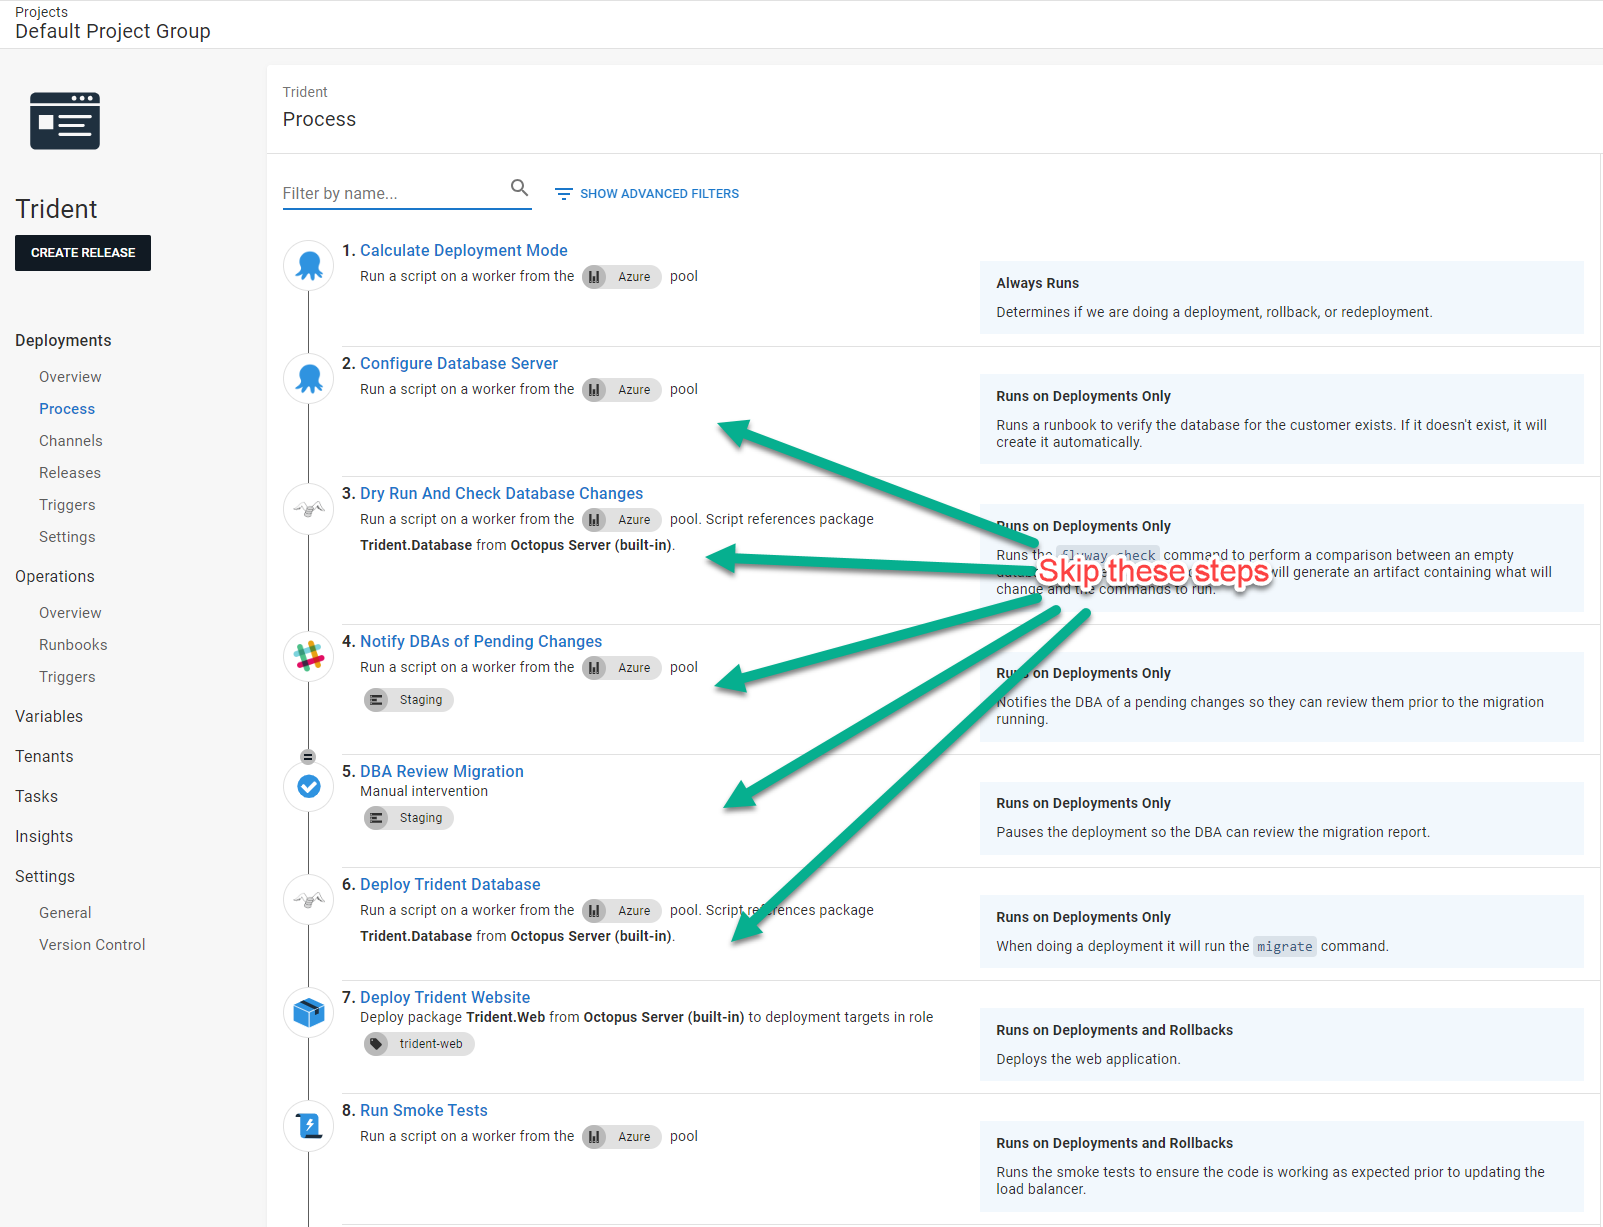 Projects
Default Project Group
Trident
CREATE RELEASE
Deployments
Overview
Process
Channels
Releases
Triggers
Settings
Operations
Overview
Runbooks
Triggers
Variables
Tenants
Tasks
Insights
Settings
General
Version Control
Trident
Process
Filter by name...
SHOW ADVANCED FILTERS
1. Calculate Deployment Mode
Run a script on a worker from the Azure pool
Always Runs
Determines if we are doing a deployment, rollback, or redeployment.
2. Configure Database Server
Run a script on a worker from the Azure pool
Runs on Deployments Only
Runs a runbook to verify the database for the customer exists. If it doesn't exist, it will
create it automatically.
3. Dry Run And Check Database Changes
Run a script on a worker from the Azure pool. Script references package
Trident.Database from Octopus Server (built-in).
Runs on Deployments Only
Runs the flyway check command to perform a comparison between an empty
will generate an artifact containing what will
change and the commands to run.
Skip these steps
4. Notify DBAs of Pending Changes
Run a script on a worker from the Azure pool
Staging
Runs on Deployments Only
Notifies the DBA of a pending changes so they can review them prior to the migration
running.
5. DBA Review Migration
Manual intervention
Staging
Runs on Deployments Only
Pauses the deployment so the DBA can review the migration report.
6. Deploy Trident Database
Run a script on a worker from the Azure pool. Script references package
Trident.Database from Octopus Server (built-in).
Runs on Deployments Only
When doing a deployment it will run the migrate command.
7. Deploy Trident Website
Deploy package Trident.Web from Octopus Server (built-in) to deployment targets in role
trident-web
Runs on Deployments and Rollbacks
Deploys the web application.
8. Run Smoke Tests
Run a script on a worker from the Azure pool
Runs on Deployments and Rollbacks
Runs the smoke tests to ensure the code is working as expected prior to updating the
load balancer.